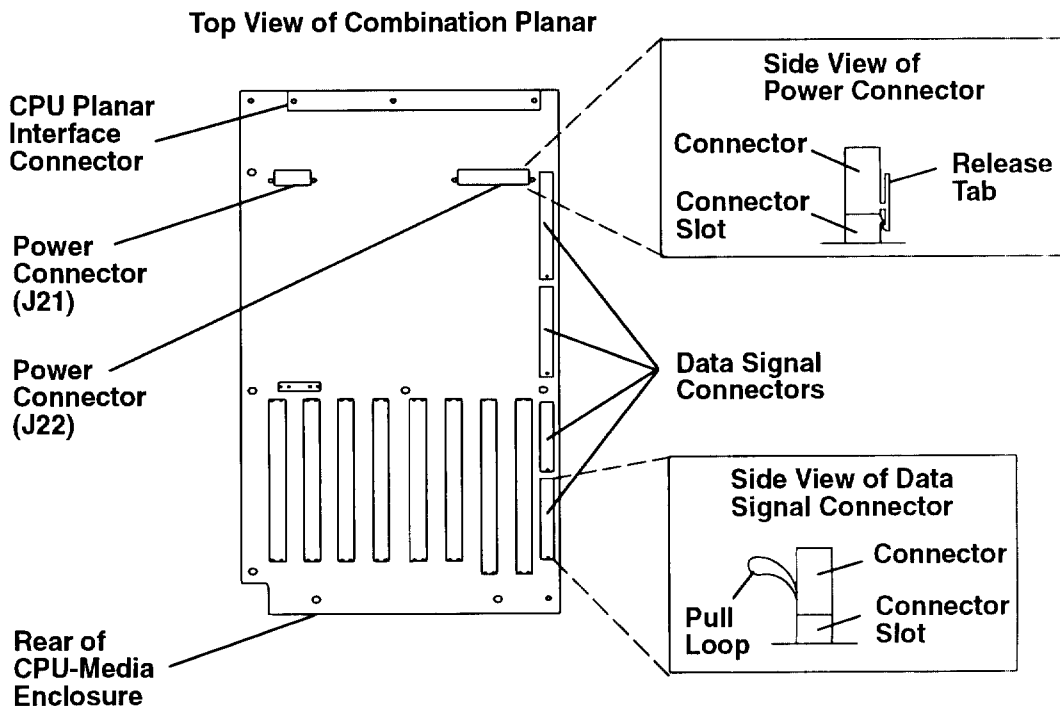 Top View of Combination Planar
CPU Planar
Interface
Connector
Power
Connector
(J21)
Power
Connector
(J22)
Rear of
CPU-Media
Enclosure
Side View of
Power Connector
Connector
Connector
Slot
Release
Tab
Data Signal
Connectors
Side View of Data
Signal Connector
Connector
Connector
Slot
Pull
Loop